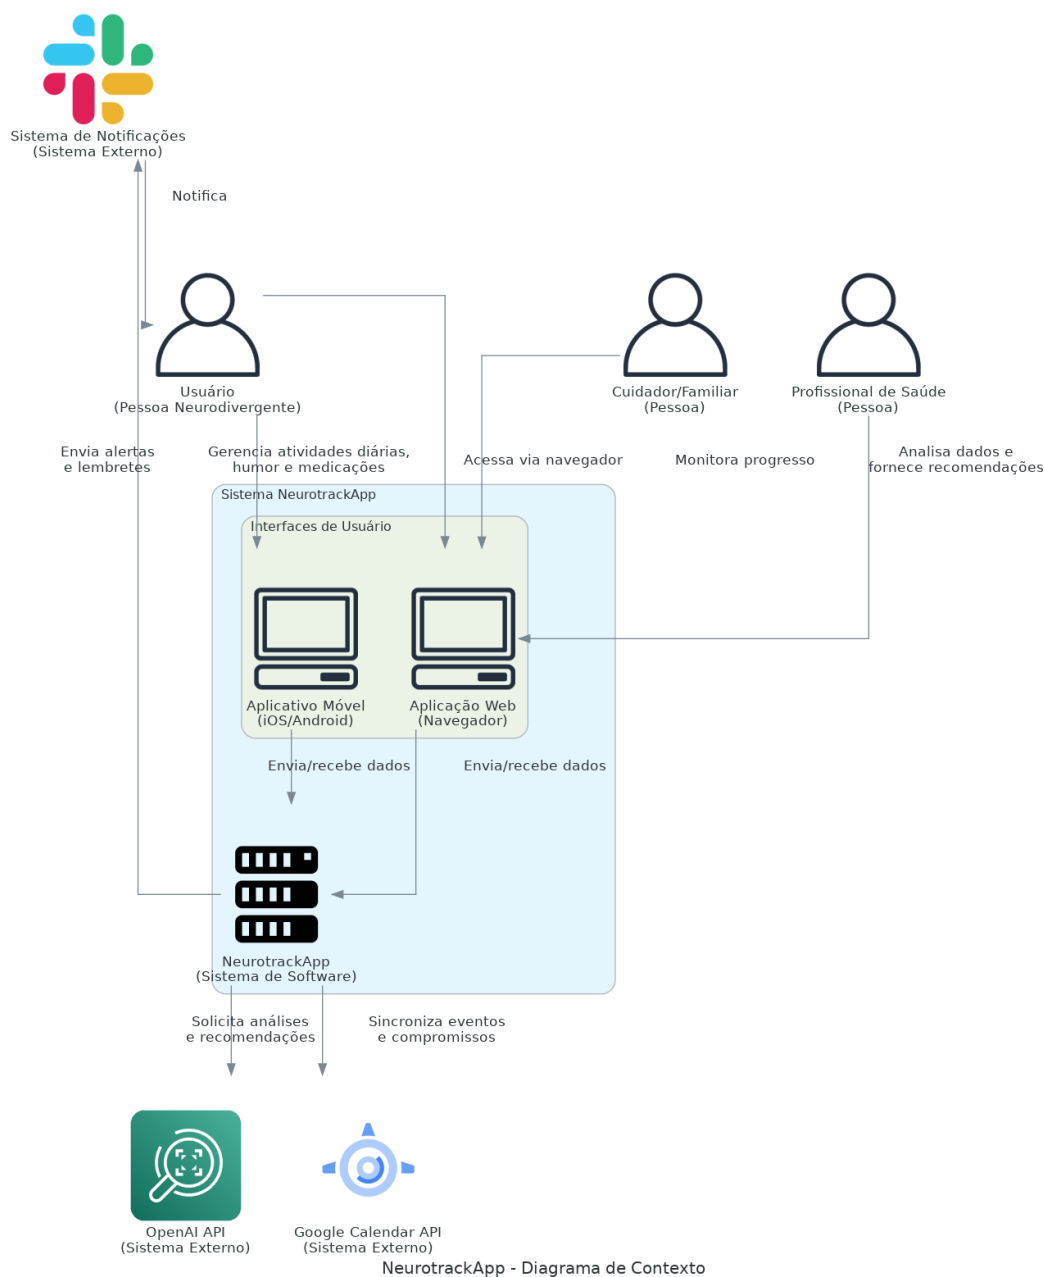 Sistema de Notificações
(Sistema Externo)
Notifica
Usuário
(Pessoa Neurodivergente)
Cuidador/Familiar
(Pessoa)
Profissional de Saúde
(Pessoa)
Envia alertas
e lembretes
Gerencia atividades diárias,
humor e medicações
Acessa via navegador
Monitora progresso
Analisa dados e
fornece recomendações
Sistema NeurotrackApp
Interfaces de Usuário
Aplicativo Móvel
(iOS/Android)
Aplicação Web
(Navegador)
Envia/recebe dados
Envia/recebe dados
NeurotrackApp
(Sistema de Software)
Solicita análises
e recomendações
Sincroniza eventos
e compromissos
OpenAI API
(Sistema Externo)
Google Calendar API
(Sistema Externo)
NeurotrackApp - Diagrama de Contexto